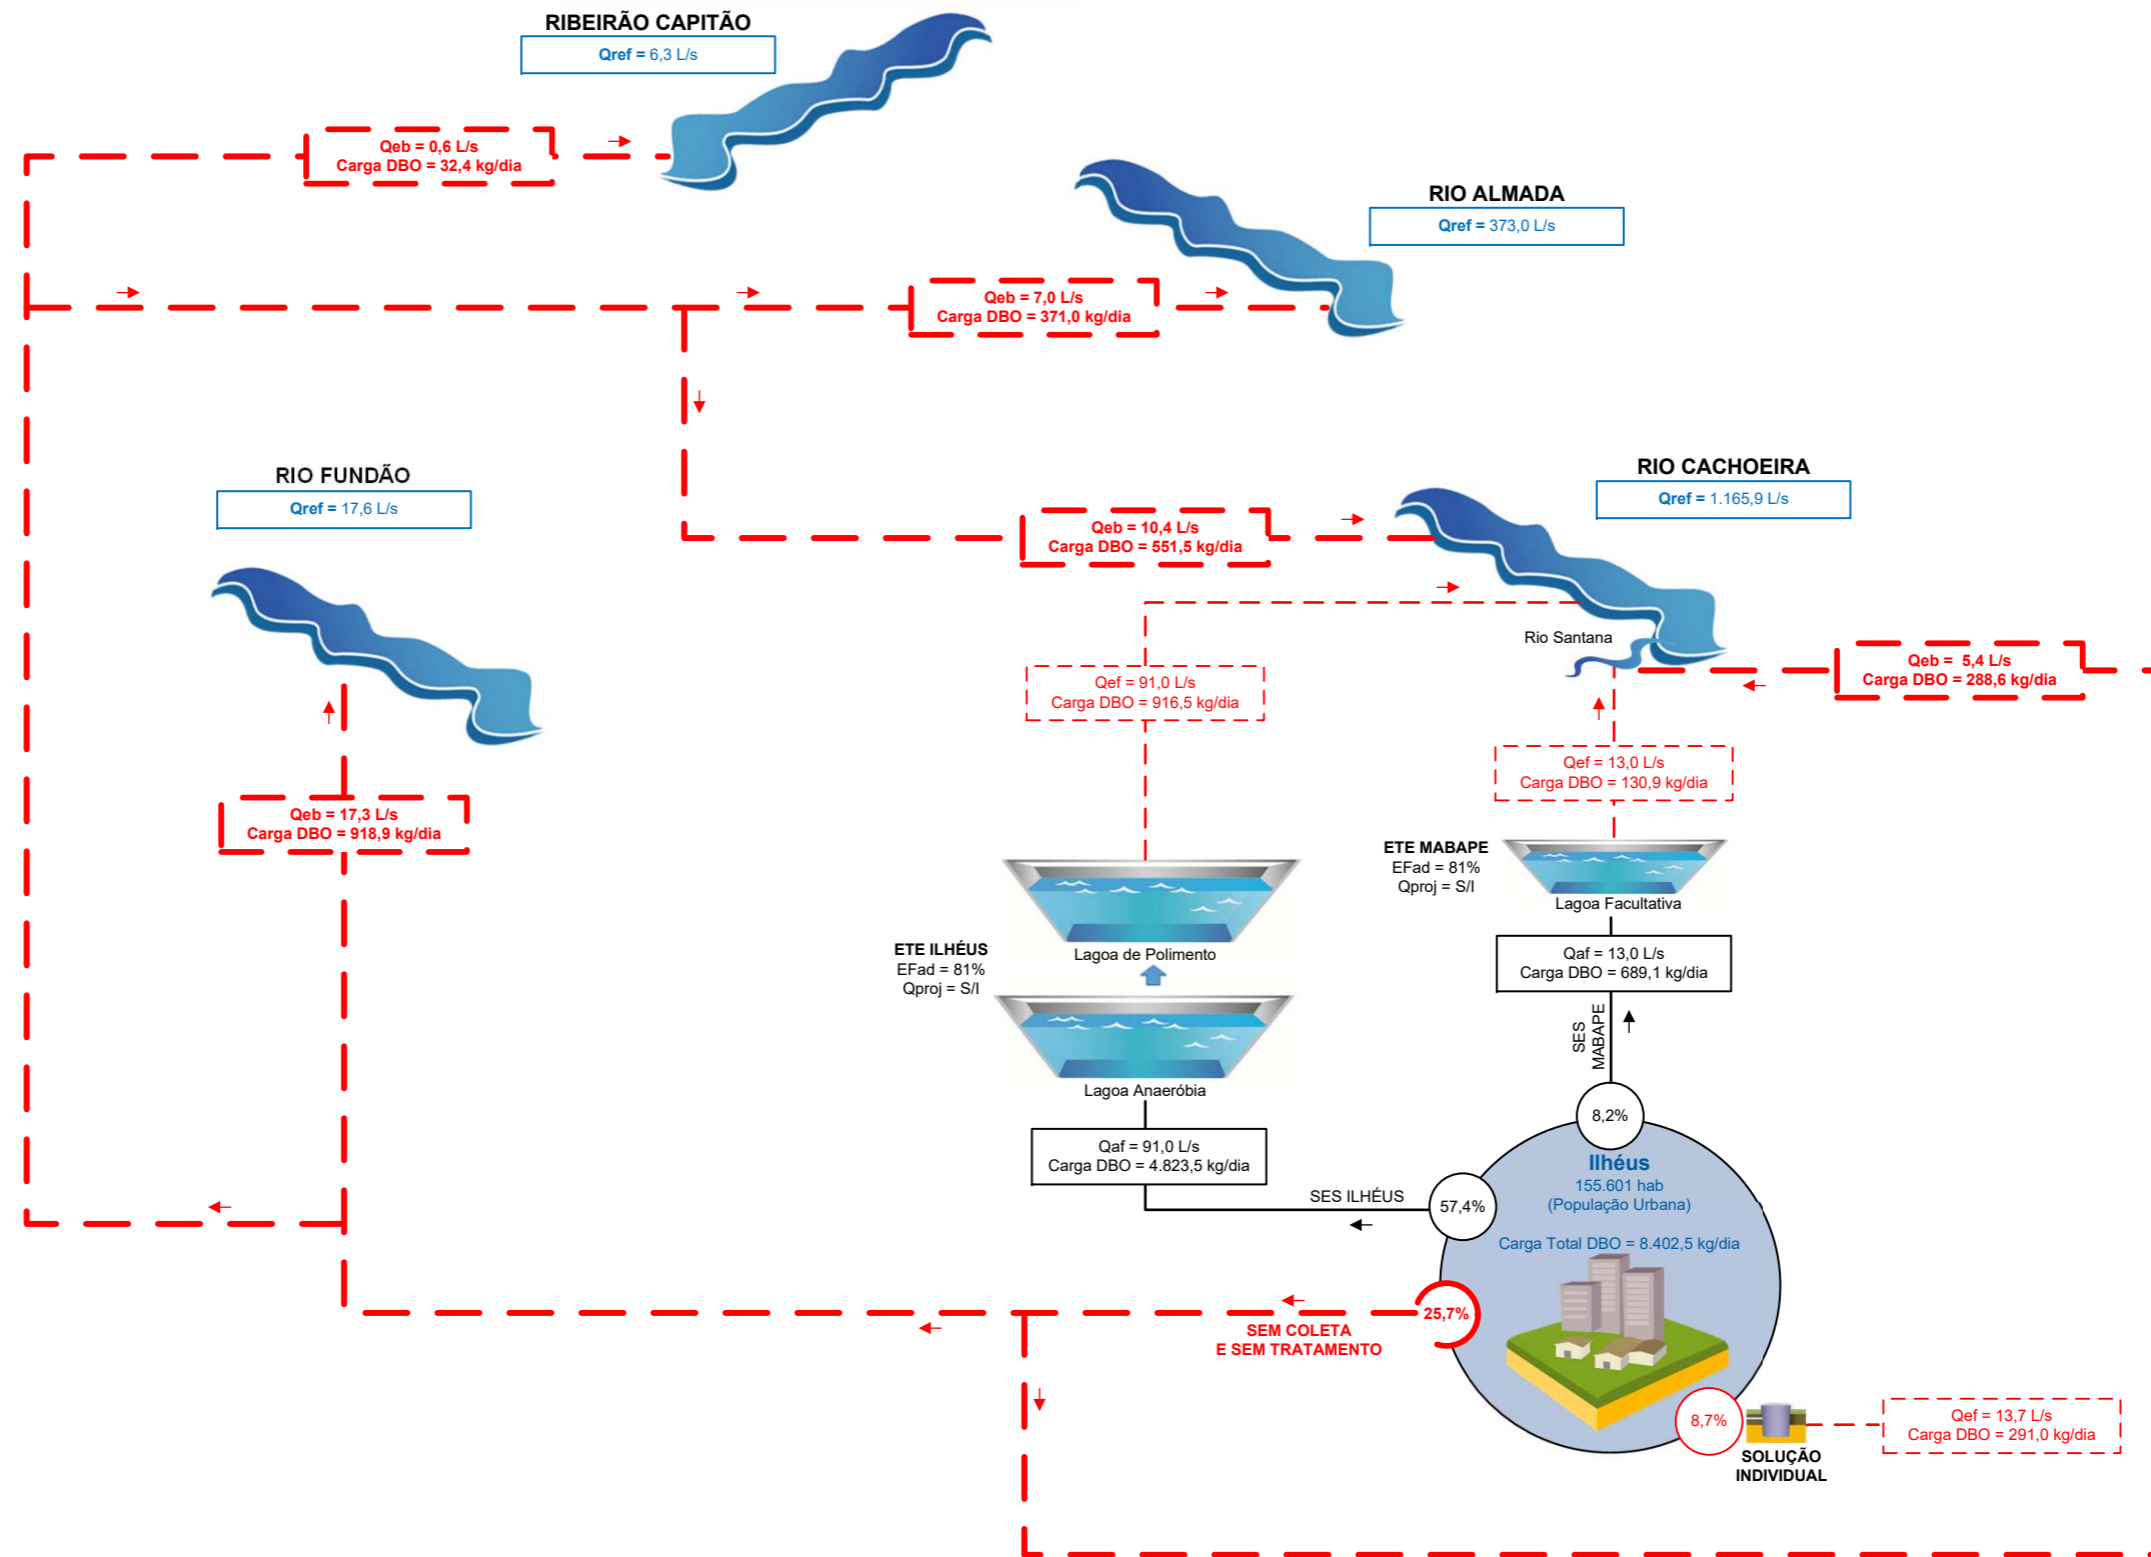 RIBEIRÃO CAPITÃO
Qref = 6,3 L/s
Qeb = 0,6 L/s
Carga DBO = 32,4 kg/dia
RIO ALMADA
Qref = 373,0 L/s
Qeb = 7,0 L/s
Carga DBO = 371,0 kg/dia
RIO FUNDÃO
Qref = 17,6 L/s
RIO CACHOEIRA
Qref = 1.165,9 L/s
Qeb = 10,4 L/s
Carga DBO = 551,5 kg/dia
Rio Santana
Qeb = 5,4 L/s
Carga DBO = 288,6 kg/dia
Qef = 91,0 L/s
Carga DBO = 916,5 kg/dia
Qef = 13,0 L/s
Carga DBO = 130,9 kg/dia
Qeb = 17,3 L/s
Carga DBO = 918,9 kg/dia
ETE MABAPE
EFad = 81%
Qproj = S/I
Lagoa Facultativa
ETE ILHÉUS
EFad = 81%
Qproj = S/I
Lagoa de Polimento
Qaf = 13,0 L/s
Carga DBO = 689,1 kg/dia
SES
MABAPE
Lagoa Anaeróbia
Qaf = 91,0 L/s
Carga DBO = 4.823,5 kg/dia
8,2%
SES ILHÉUS
57,4%
Ilhéus
155.601 hab
(População Urbana)
Carga Total DBO = 8.402,5 kg/dia
25,7%
SEM COLETA
E SEM TRATAMENTO
8,7%
SOLUÇÃO
INDIVIDUAL
Qef = 13,7 L/s
Carga DBO = 291,0 kg/dia